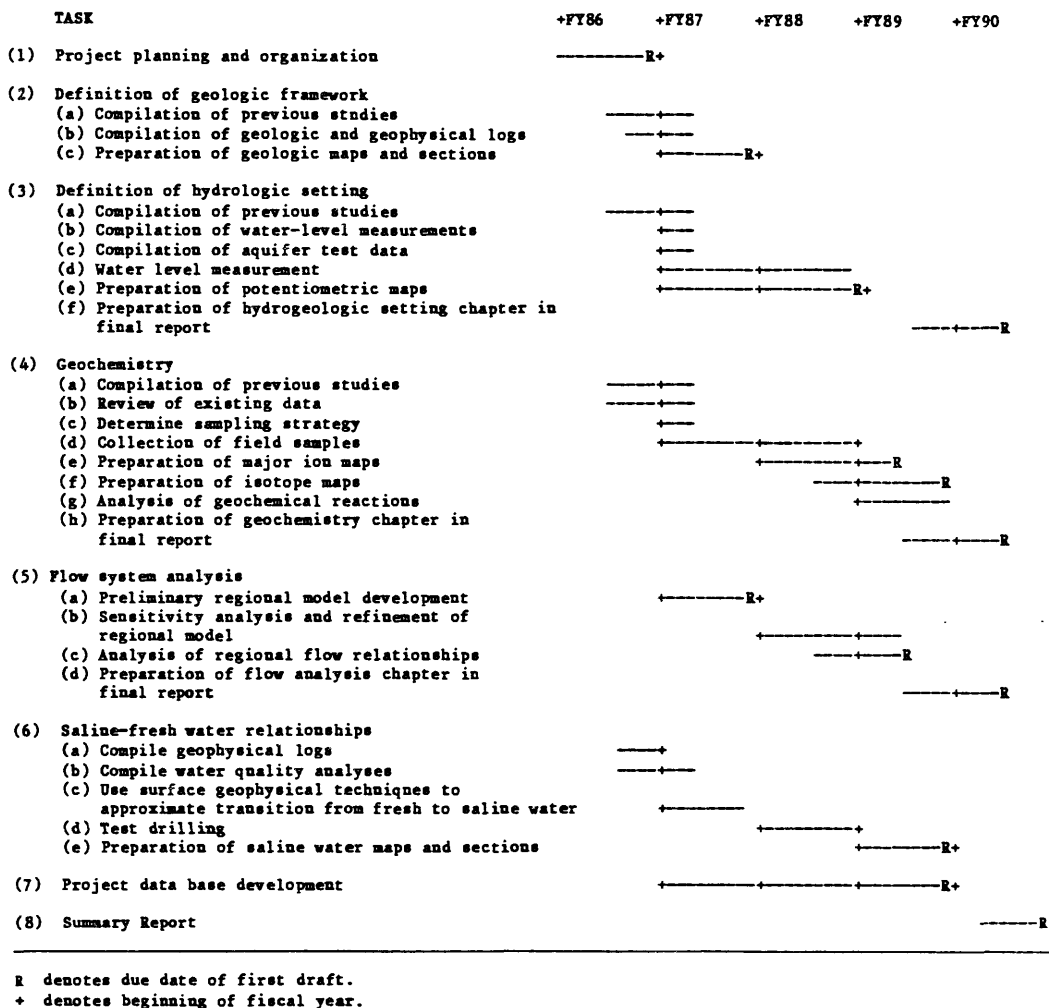 TASK +FY86 +FY87 +FY88 +FY89 +FY90
(1) Project planning and organization ---------R+
(2) Definition of geologic framework
(a) Compilation of previous stndies -----+---
(b) Compilation of geologic and geophysical logs ---+---
(c) Preparation of geologic maps and sections +--------R+
(3) Definition of hydrologic setting
(a) Compilation of previous studies -----+---
(b) Compilation of water-level measurements +---
(c) Compilation of aquifer test data +---
(d) Water level measurement +---------+---------
(e) Preparation of potentiometric maps +---------+---------R+
(f) Preparation of hydrogeologic setting chapter in
final report ----+----R
(4) Geochemistry
(a) Compilation of previous studies -----+---
(b) Review of existing data -----+---
(c) Determine sampling strategy +---
(d) Collection of field samples +---------+---------+
(e) Preparation of major ion maps +---------+---R
(f) Preparation of isotope maps ----+--------R
(g) Analysis of geochemical reactions +---------
(h) Preparation of geochemistry chapter in
final report -----+----R
(5) Flow system analysis
(a) Preliminary regional model development +--------R+
(b) Sensitivity analysis and refinement of
regional model +---------+----
(c) Analysis of regional flow relationships ----+----R
(d) Preparation of flow analysis chapter in
final report -----+----R
(6) Saline-fresh water relationships
(a) Compile geophysical logs ----+
(b) Compile water quality analyses ----+---
(c) Use surface geophysical techniques to
approximate transition from fresh to saline water +--------
(d) Test drilling +---------+
(e) Preparation of saline water maps and sections +--------R+
(7) Project data base development +---------+---------+--------R+
(8) Summary Report ------R
R denotes due date of first draft.
+ denotes beginning of fiscal year.